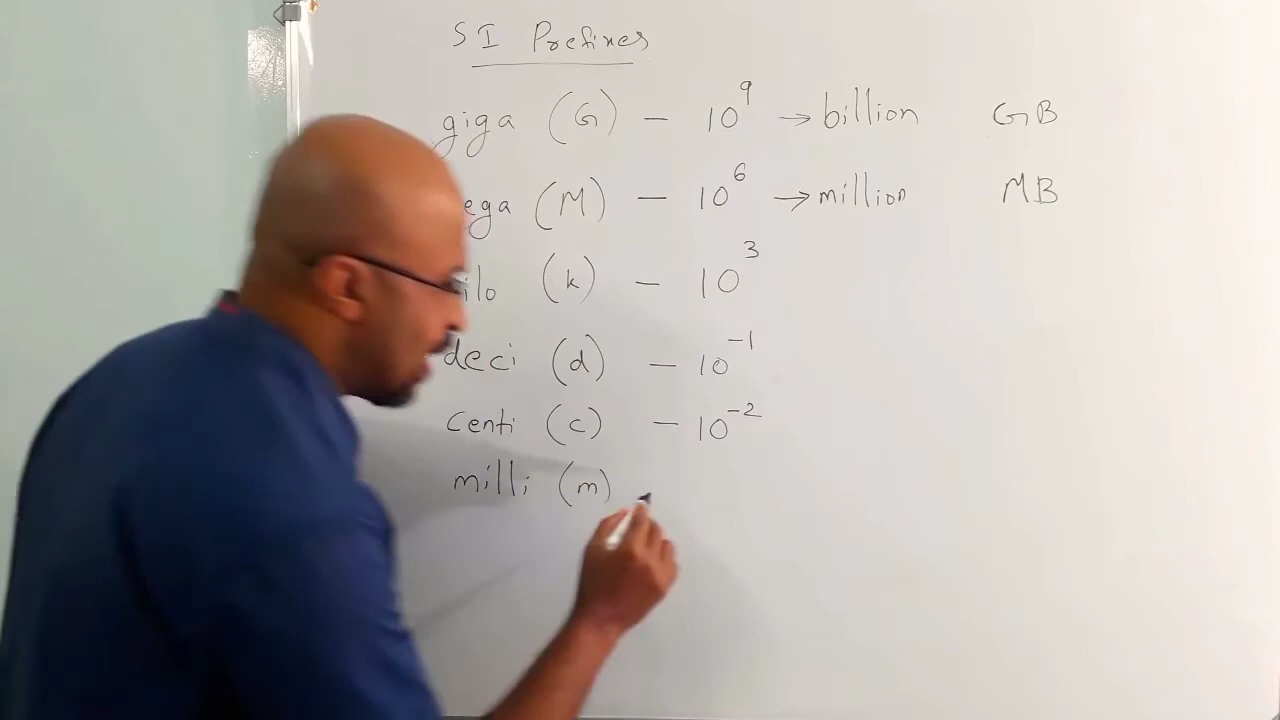 SI Prefixes
giga (G) – 10⁹ → billion GB
ega (M) – 10⁶ → million MB
ilo (k) – 10³
deci (d) – 10⁻¹
centi (c) – 10⁻²
milli (m)